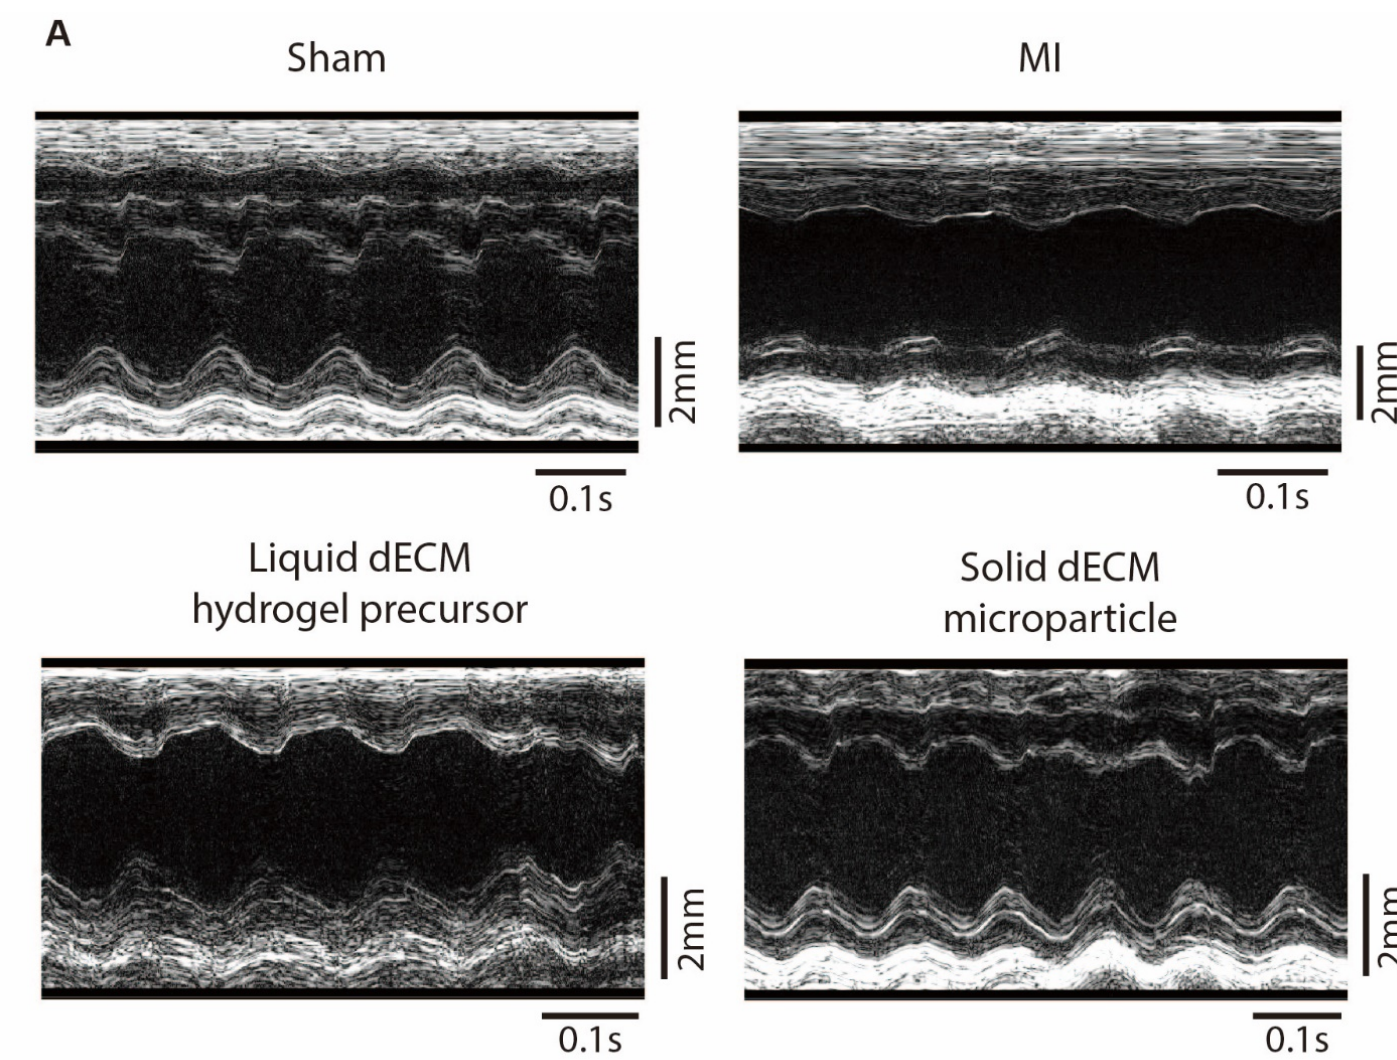 A
Sham
MI
2mm
2mm
0.1s
0.1s
Liquid dECM
hydrogel precursor
Solid dECM
microparticle
2mm
2mm
0.1s
0.1s